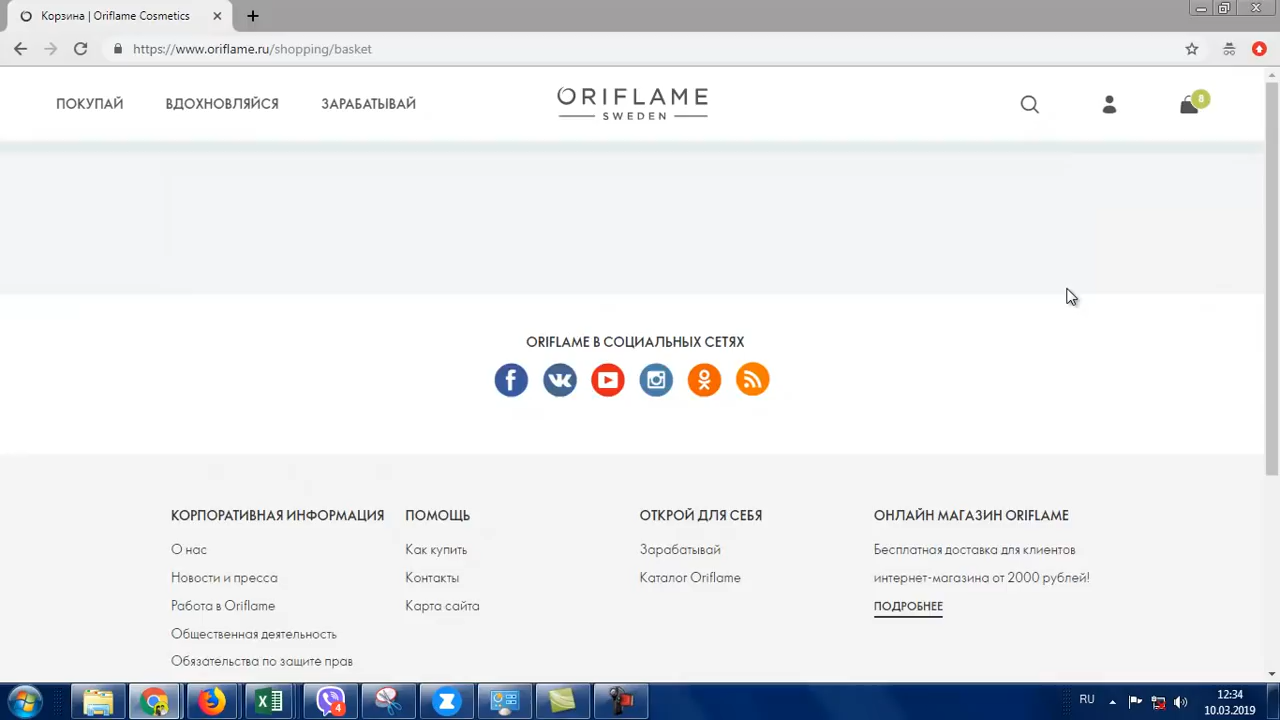 Корзина | Oriflame Cosmetics
https://www.oriflame.ru/shopping/basket
ПОКУПАЙ ВДОХНОВЛЯЙСЯ ЗАРАБАТЫВАЙ
ORIFLAME
SWEDEN
8
ORIFLAME В СОЦИАЛЬНЫХ СЕТЯХ
КОРПОРАТИВНАЯ ИНФОРМАЦИЯ
О нас
Новости и пресса
Работа в Oriflame
Общественная деятельность
Обязательства по защите прав
ПОМОЩЬ
Как купить
Контакты
Карта сайта
ОТКРОЙ ДЛЯ СЕБЯ
Зарабатывай
Каталог Oriflame
ОНЛАЙН МАГАЗИН ORIFLAME
Бесплатная доставка для клиентов
интернет-магазина от 2000 рублей!
ПОДРОБНЕЕ
4
RU
12:34
10.03.2019